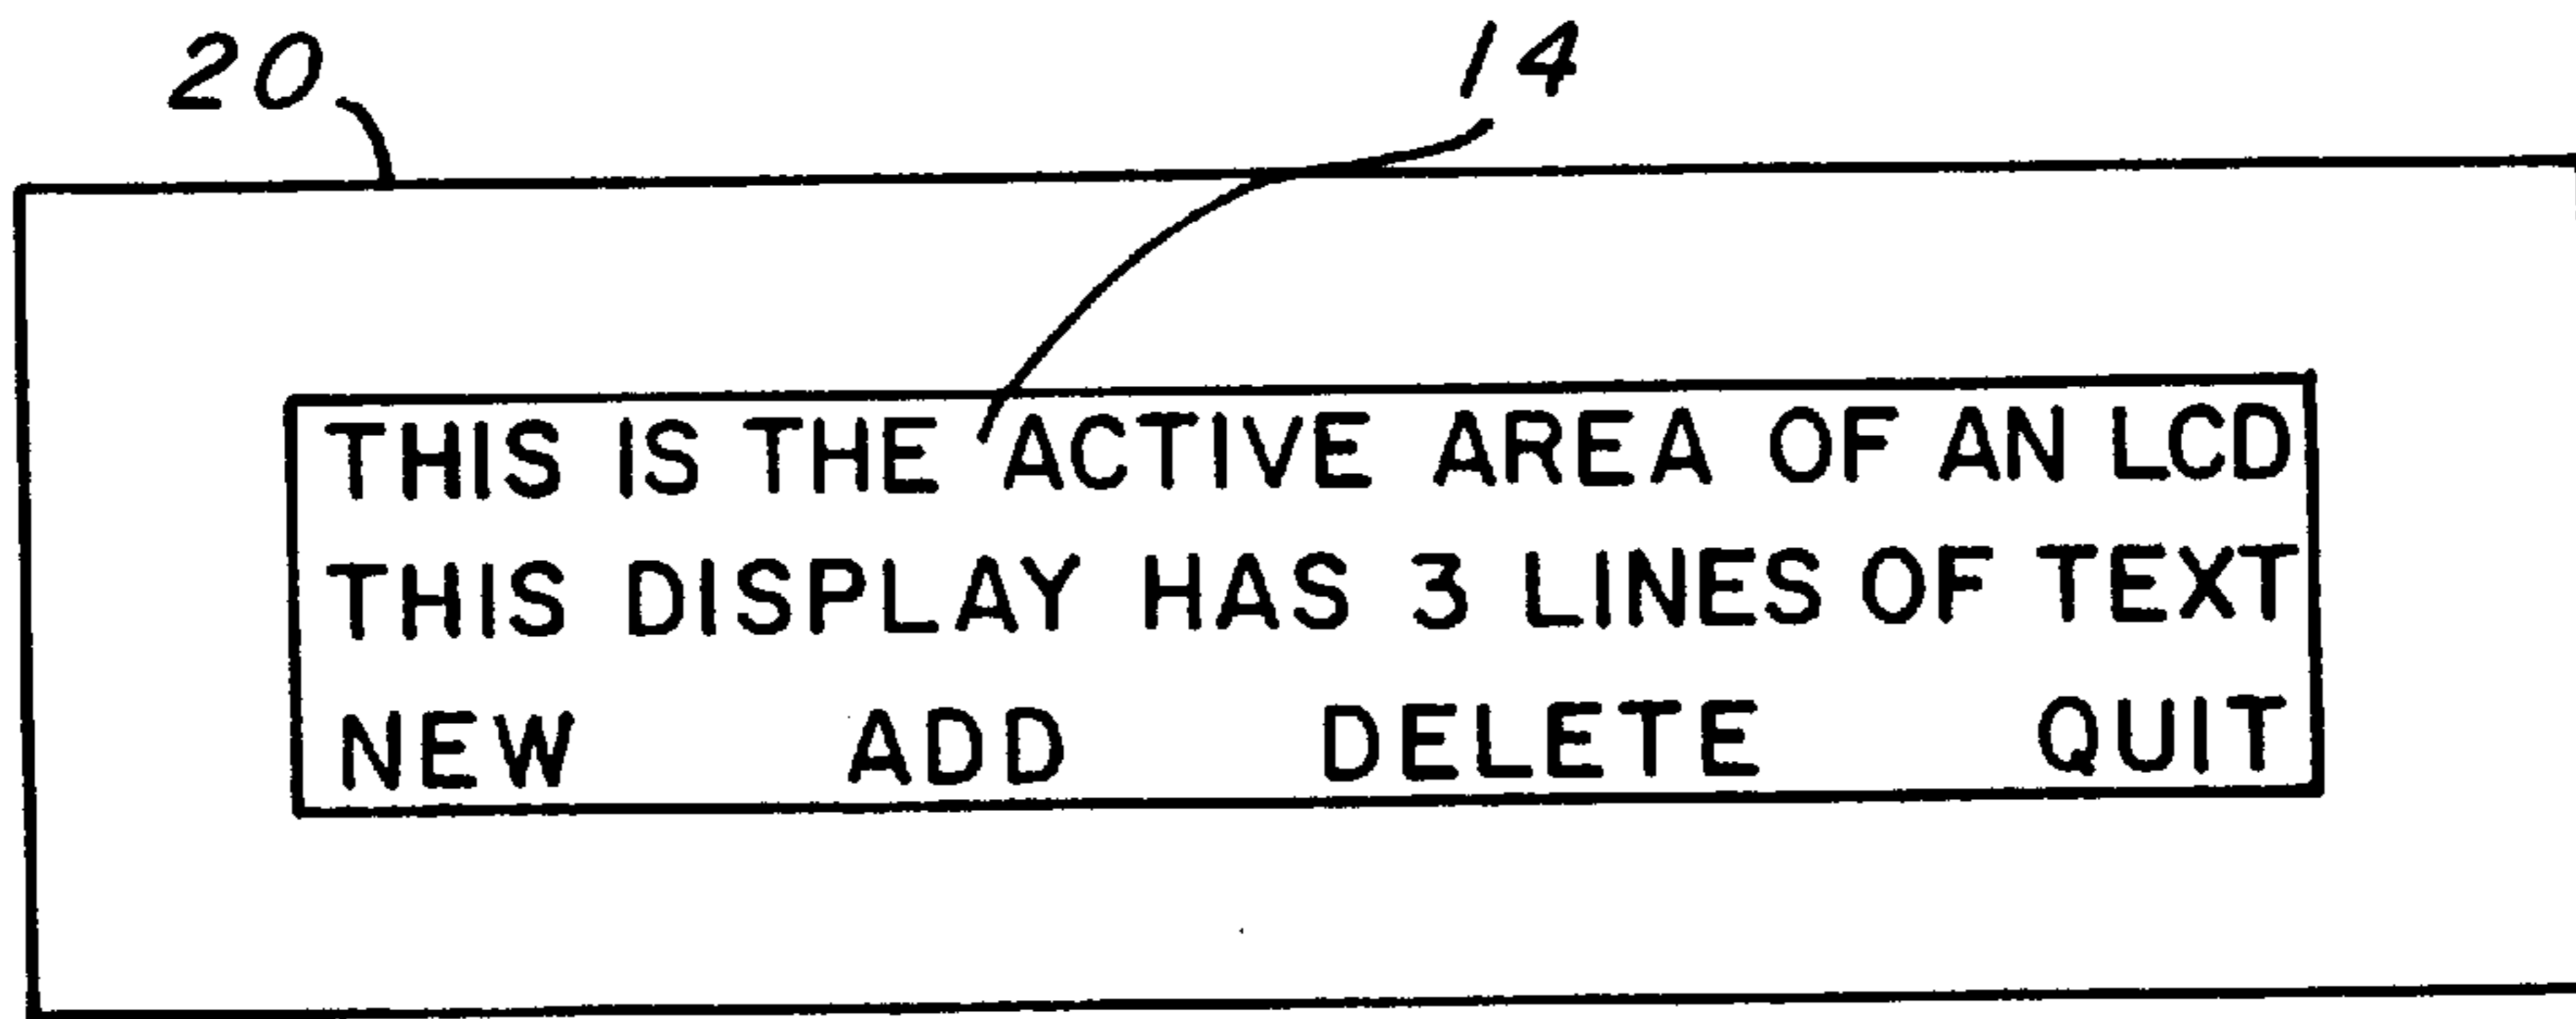 20 14
THIS IS THE ACTIVE AREA OF AN LCD
THIS DISPLAY HAS 3 LINES OF TEXT
NEW ADD DELETE QUIT